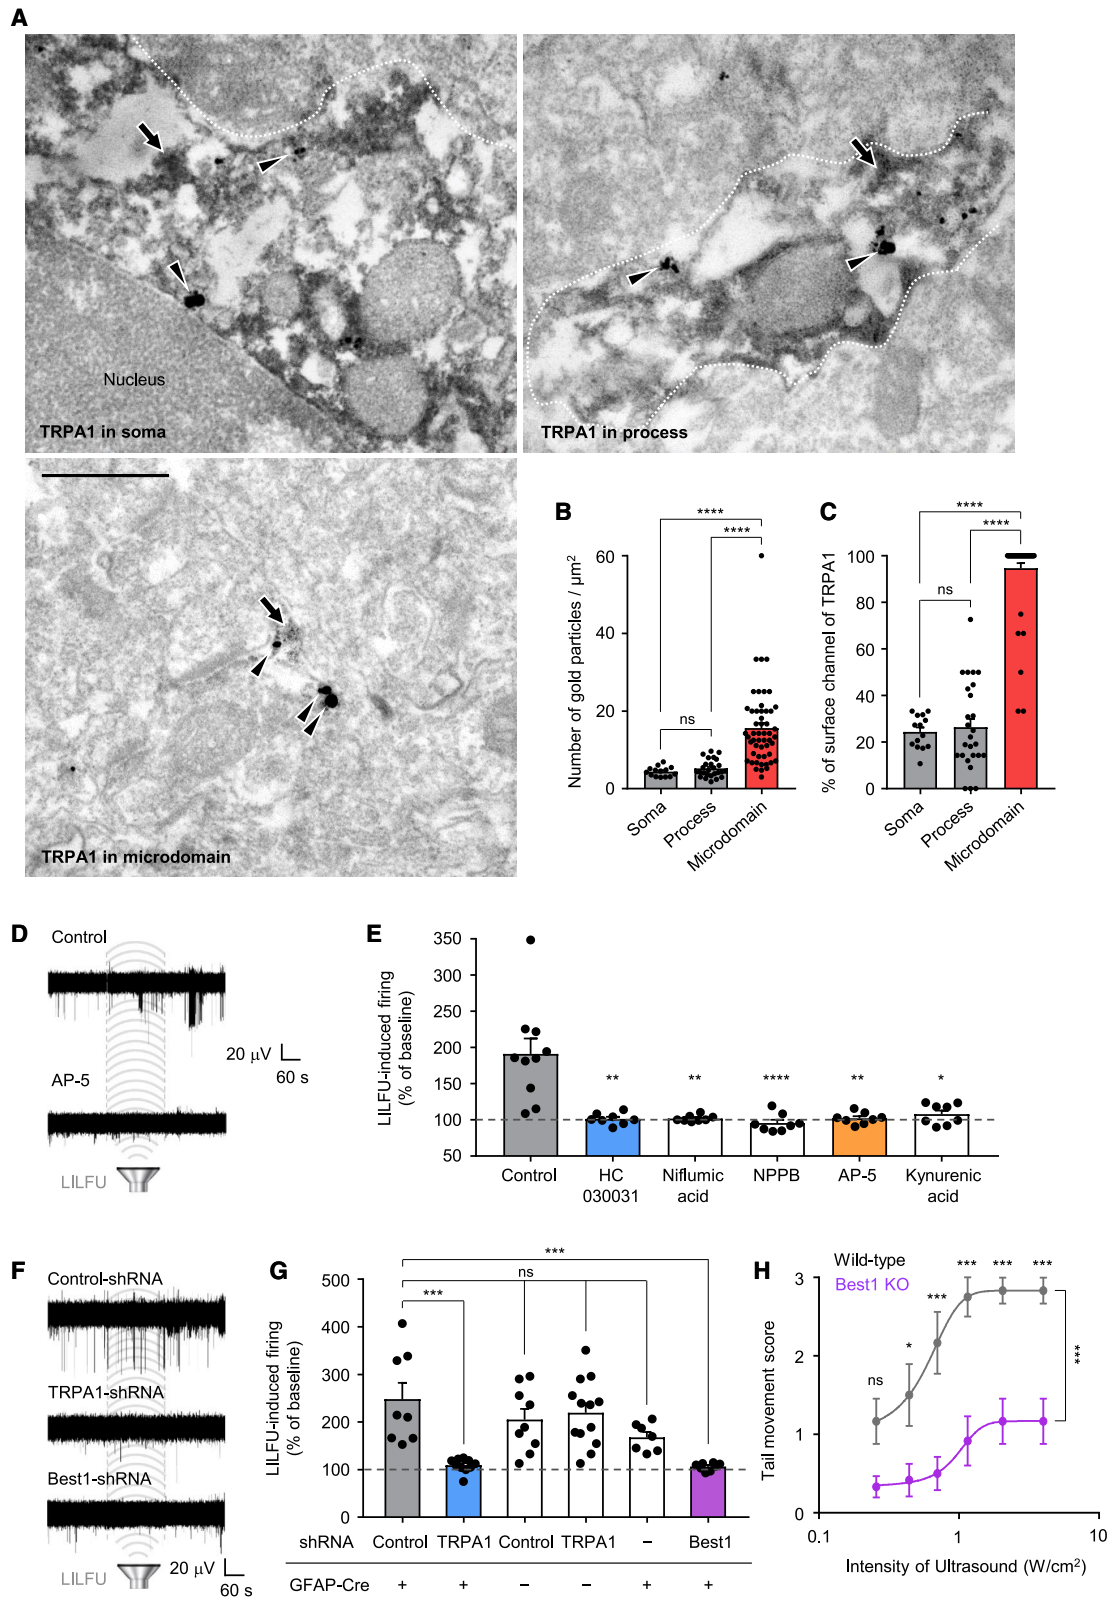 A
Nucleus
TRPA1 in soma
TRPA1 in process
TRPA1 in microdomain
B
****
****
ns
Number of gold particles / µm²
60
40
20
0
Soma
Process
Microdomain
C
****
****
ns
% of surface channel of TRPA1
100
80
60
40
20
0
Soma
Process
Microdomain
D
Control
20 µV
60 s
AP-5
LILFU
E
LILFU-induced firing
(% of baseline)
350
300
250
200
150
100
50
** ** **** ** *
Control
HC
030031
Niflumic
acid
NPPB
AP-5
Kynurenic
acid
F
Control-shRNA
TRPA1-shRNA
Best1-shRNA
LILFU
20 µV
60 s
G
***
ns
***
LILFU-induced firing
(% of baseline)
500
400
300
200
100
0
shRNA Control TRPA1 Control TRPA1 – Best1
GFAP-Cre + + – – + +
H
Wild-type
Best1 KO
ns * *** *** *** ***
***
Tail movement score
3
2
1
0
0.1 1 10
Intensity of Ultrasound (W/cm²)